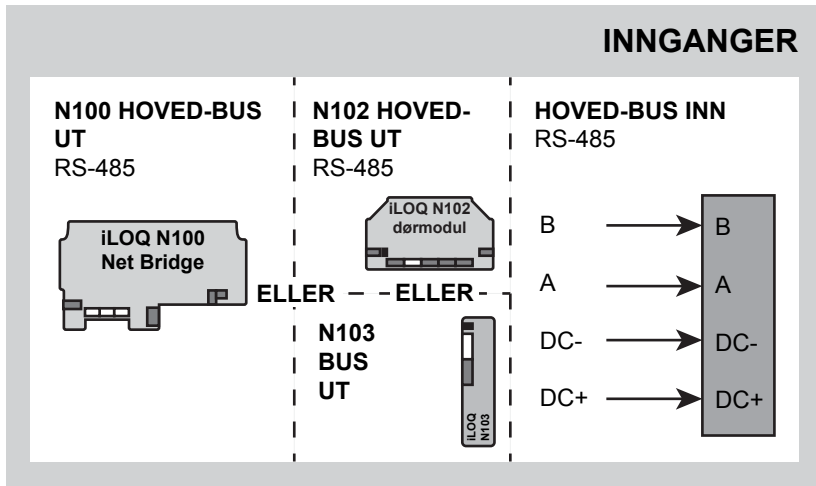 INNGANGER
N100 HOVED-BUS
UT
RS-485
iLOQ N100
Net Bridge
ELLER
N102 HOVED-
BUS UT
RS-485
iLOQ N102
dørmodul
ELLER
N103
BUS
UT
iLOQ
N103
HOVED-BUS INN
RS-485
B
B
A
A
DC-
DC-
DC+
DC+